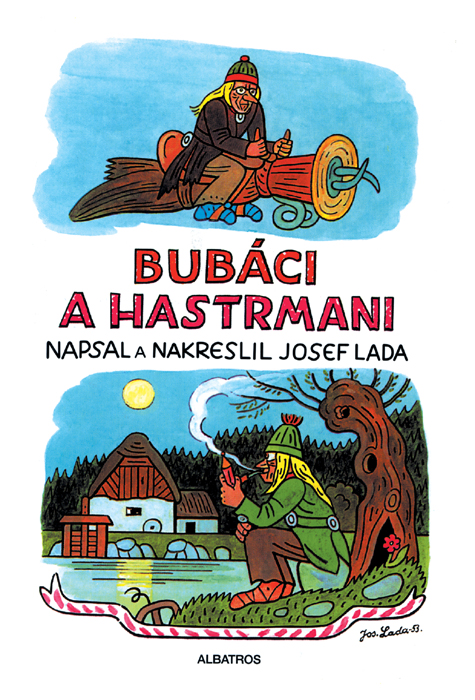 BUBÁCI
A HASTRMANI
NAPSAL A NAKRESLIL JOSEF LADA
Jos. Lada-53.
ALBATROS